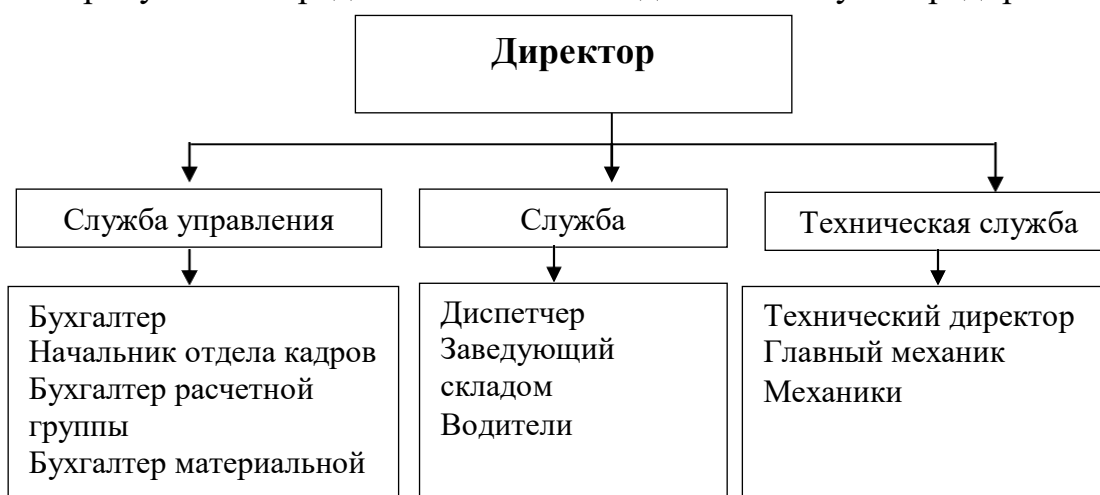 Директор
Служба управления
Служба
Техническая служба
Бухгалтер
Начальник отдела кадров
Бухгалтер расчетной
группы
Бухгалтер материальной
Диспетчер
Заведующий
складом
Водители
Технический директор
Главный механик
Механики